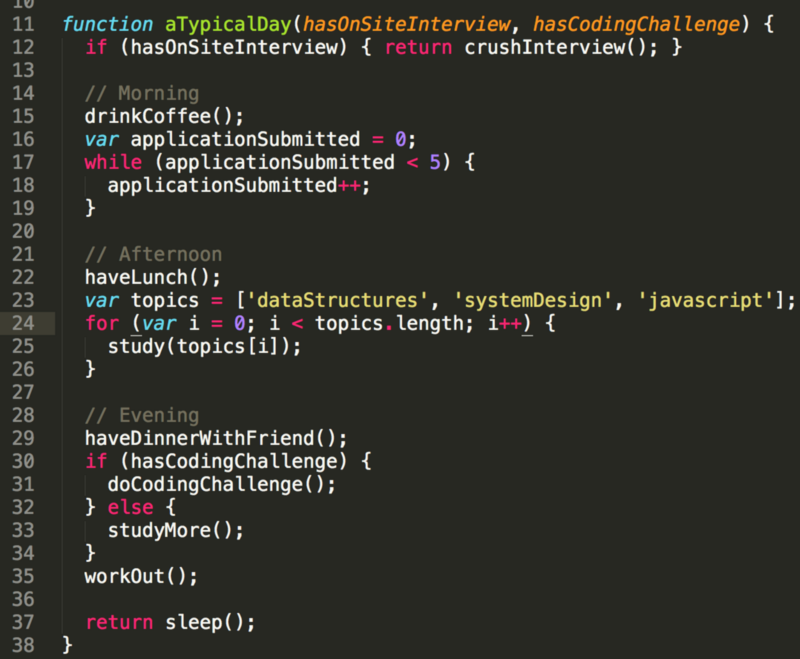 10
11 function aTypicalDay(hasOnSiteInterview, hasCodingChallenge) {
12   if (hasOnSiteInterview) { return crushInterview(); }
13
14   // Morning
15   drinkCoffee();
16   var applicationSubmitted = 0;
17   while (applicationSubmitted < 5) {
18     applicationSubmitted++;
19   }
20
21   // Afternoon
22   haveLunch();
23   var topics = ['dataStructures', 'systemDesign', 'javascript'];
24   for (var i = 0; i < topics.length; i++) {
25     study(topics[i]);
26   }
27
28   // Evening
29   haveDinnerWithFriend();
30   if (hasCodingChallenge) {
31     doCodingChallenge();
32   } else {
33     studyMore();
34   }
35   workOut();
36
37   return sleep();
38 }